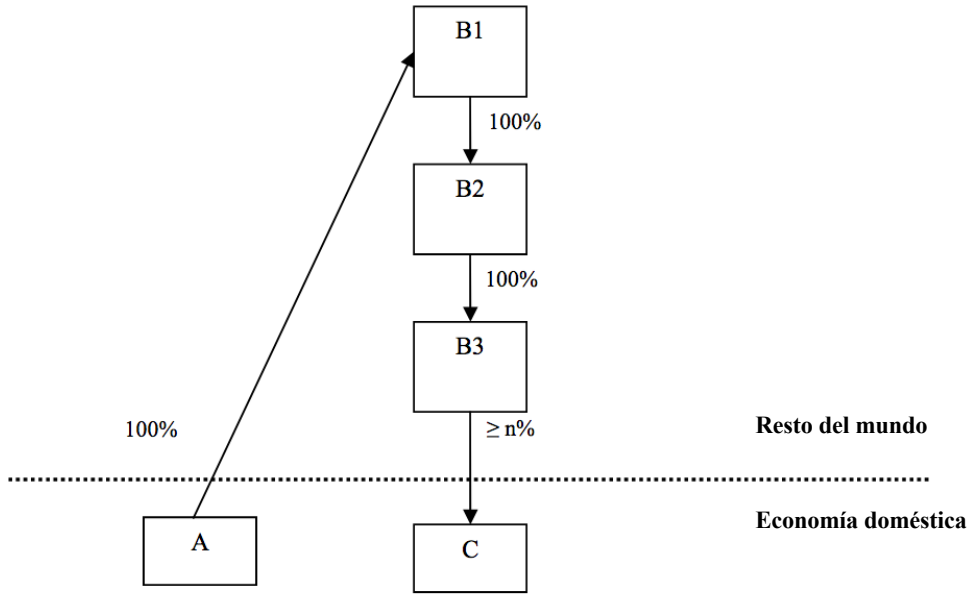 B1
100%
B2
100%
B3
100%
≥ n%
Resto del mundo
Economía doméstica
A
C